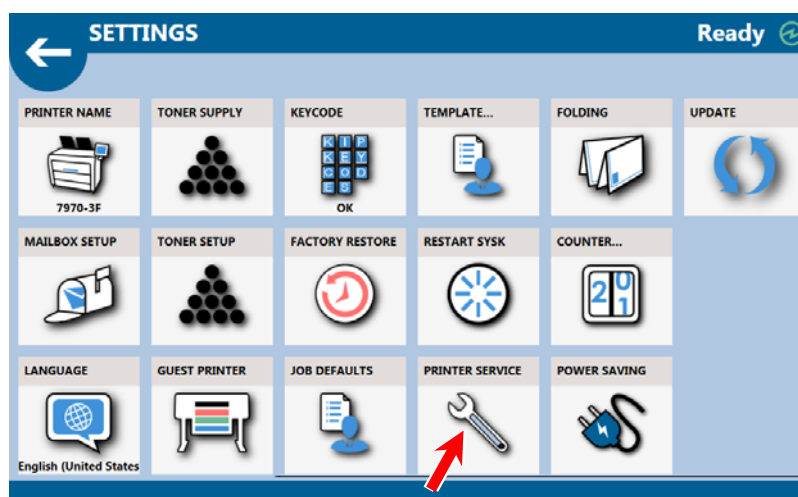 SETTINGS
Ready
PRINTER NAME
TONER SUPPLY
KEYCODE
TEMPLATE...
FOLDING
UPDATE
K I P
K E Y
C O D
E S
7970-3F
OK
MAILBOX SETUP
TONER SETUP
FACTORY RESTORE
RESTART SYSK
COUNTER...
2 0
1
LANGUAGE
GUEST PRINTER
JOB DEFAULTS
PRINTER SERVICE
POWER SAVING
English (United States